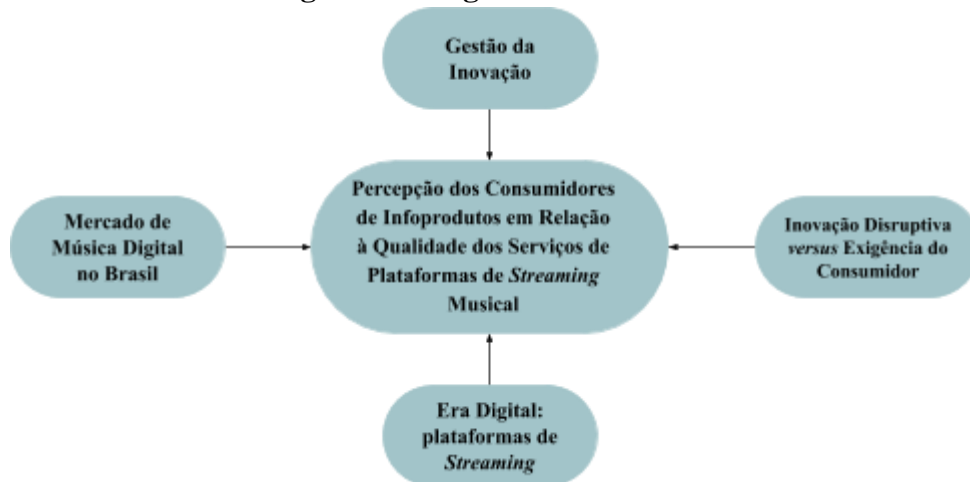 Gestão da
Inovação
Percepção dos Consumidores
de Infoprodutos em Relação
à Qualidade dos Serviços de
Plataformas de Streaming
Musical
Mercado de
Música Digital
no Brasil
Inovação Disruptiva
versus Exigência do
Consumidor
Era Digital:
plataformas de
Streaming